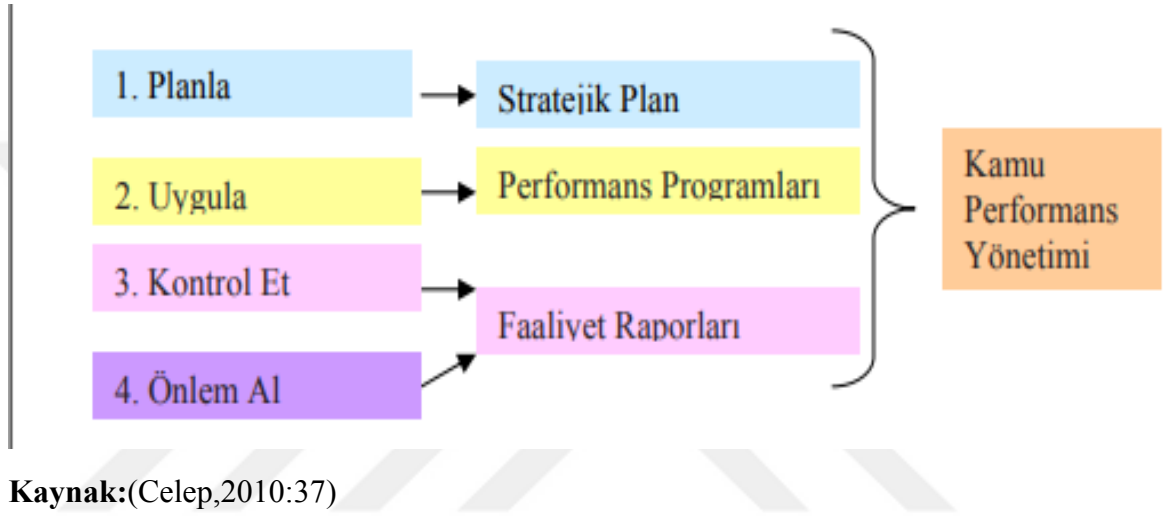 1. Planla
Stratejik Plan
2. Uygula
Performans Programları
3. Kontrol Et
Faaliyet Raporları
4. Önlem Al
Kamu
Performans
Yönetimi
Kaynak:(Celep,2010:37)